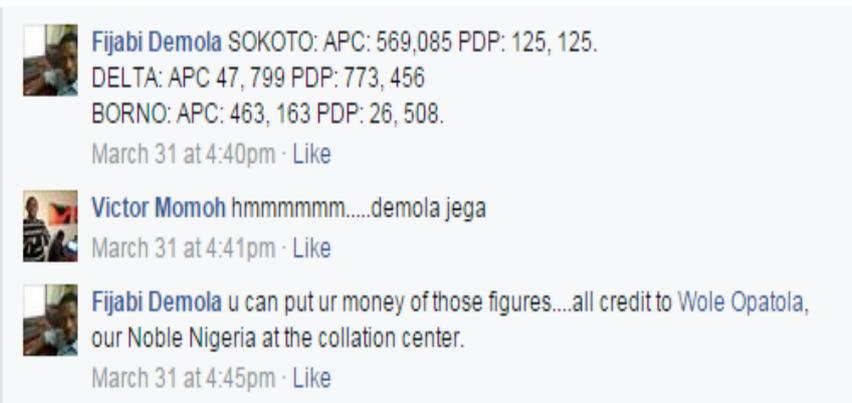 Fijabi Demola SOKOTO: APC: 569,085 PDP: 125, 125.
DELTA: APC 47, 799 PDP: 773, 456
BORNO: APC: 463, 163 PDP: 26, 508.
March 31 at 4:40pm · Like
Victor Momoh hmmmmmm.....demola jega
March 31 at 4:41pm · Like
Fijabi Demola u can put ur money of those figures....all credit to Wole Opatola,
our Noble Nigeria at the collation center.
March 31 at 4:45pm · Like